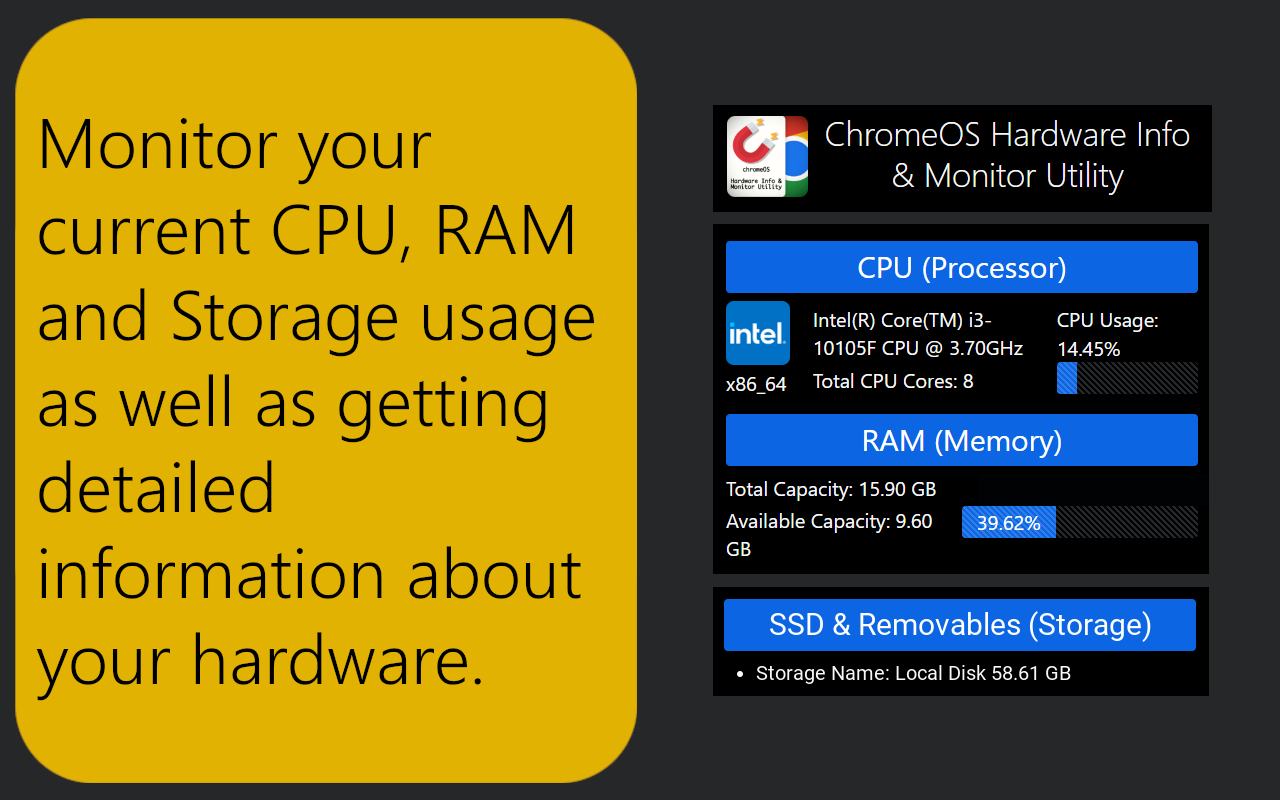 Monitor your
current CPU, RAM
and Storage usage
as well as getting
detailed
information about
your hardware.
chromeOS
Hardware Info &
Monitor Utility
ChromeOS Hardware Info
& Monitor Utility
CPU (Processor)
intel.
x86_64
Intel(R) Core(TM) i3-
10105F CPU @ 3.70GHz
Total CPU Cores: 8
CPU Usage:
14.45%
RAM (Memory)
Total Capacity: 15.90 GB
Available Capacity: 9.60
GB
39.62%
SSD & Removables (Storage)
• Storage Name: Local Disk 58.61 GB